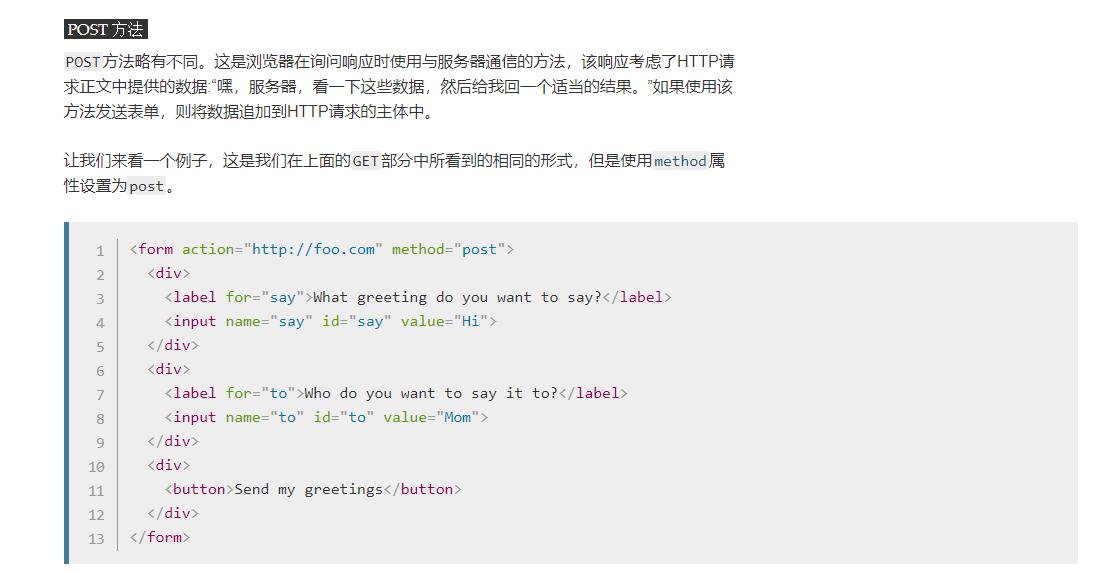 POST 方法
POST方法略有不同。这是浏览器在询问响应时使用与服务器通信的方法，该响应考虑了HTTP请
求正文中提供的数据:“嘿，服务器，看一下这些数据，然后给我回一个适当的结果。”如果使用该
方法发送表单，则将数据追加到HTTP请求的主体中。
让我们来看一个例子，这是我们在上面的GET部分中所看到的相同的形式，但是使用method属
性设置为post。
1 <form action="http://foo.com" method="post">
2   <div>
3     <label for="say">What greeting do you want to say?</label>
4     <input name="say" id="say" value="Hi">
5   </div>
6   <div>
7     <label for="to">Who do you want to say it to?</label>
8     <input name="to" id="to" value="Mom">
9   </div>
10   <div>
11     <button>Send my greetings</button>
12   </div>
13 </form>